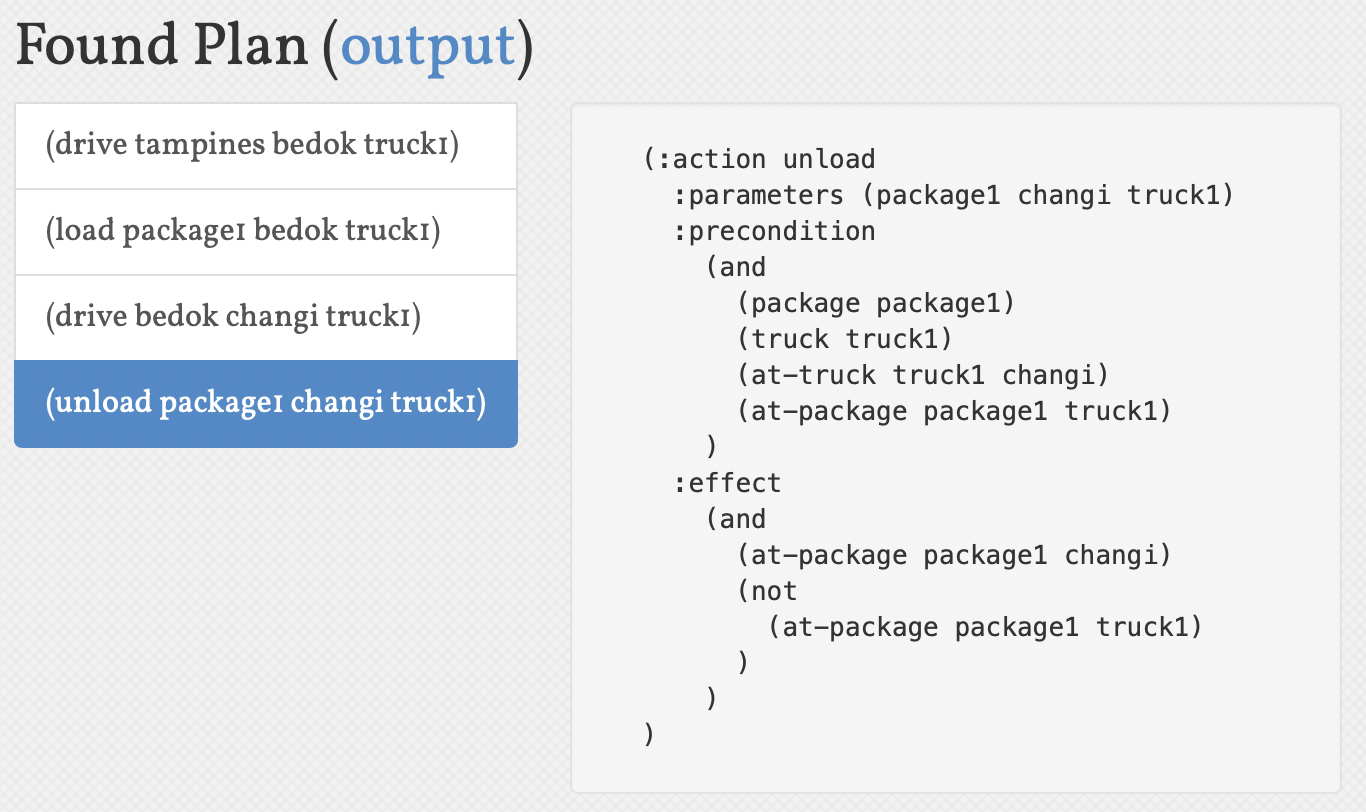 Found Plan (output)
(drive tampines bedok truck1)
(load package1 bedok truck1)
(drive bedok changi truck1)
(unload package1 changi truck1)
(:action unload
:parameters (package1 changi truck1)
:precondition
(and
(package package1)
(truck truck1)
(at-truck truck1 changi)
(at-package package1 truck1)
)
:effect
(and
(at-package package1 changi)
(not
(at-package package1 truck1)
)
)
)